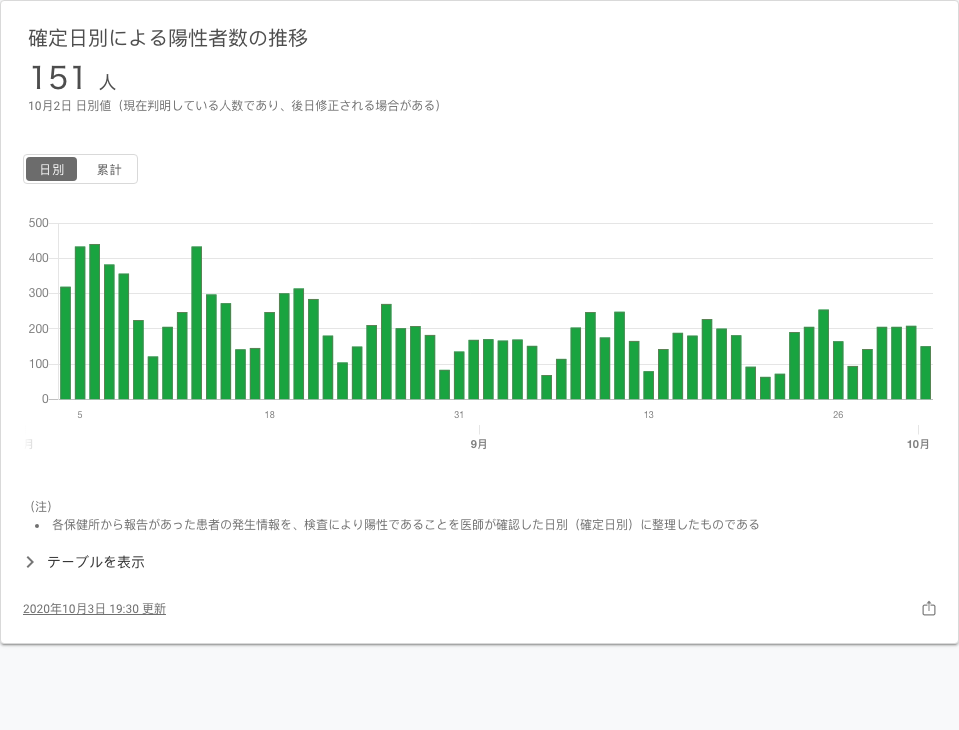 確定日別による陽性者数の推移
151 人
10月2日 日別値（現在判明している人数であり、後日修正される場合がある）
日別 累計
500
400
300
200
100
0
5 18 31 13 26
月 9月 10月
（注）
• 各保健所から報告があった患者の発生情報を、検査により陽性であることを医師が確認した日別（確定日別）に整理したものである
テーブルを表示
2020年10月3日 19:30 更新